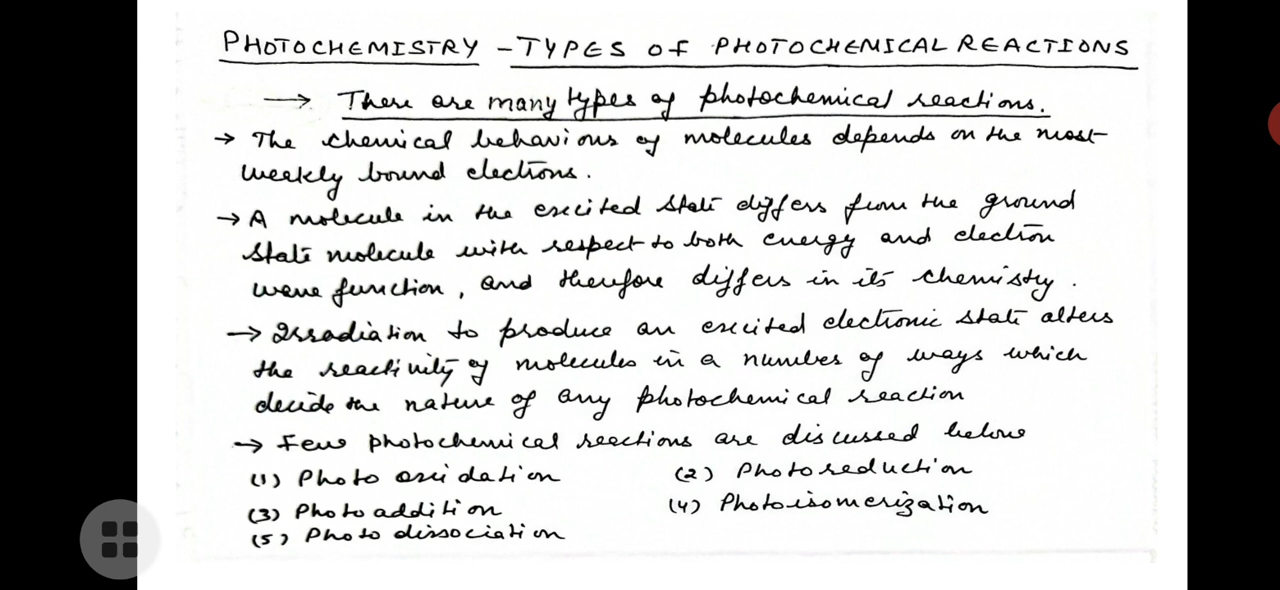 PHOTOCHEMISTRY - TYPES OF PHOTOCHEMICAL REACTIONS
→ There are many types of photochemical reactions.
→ The chemical behaviour of molecules depends on the most
weekly bound electrons.
→ A molecule in the excited state differs from the ground
state molecule with respect to both energy and electron
wave function, and therefore differs in its chemistry.
→ Irradiation to produce an excited electronic state alters
the reactivity of molecules in a number of ways which
decide the nature of any photochemical reaction
→ Few photochemical reactions are discussed below
(1) Photo oxidation (2) Photoreduction
(3) Photo addition (4) Photoisomerization
(5) Photo dissociation